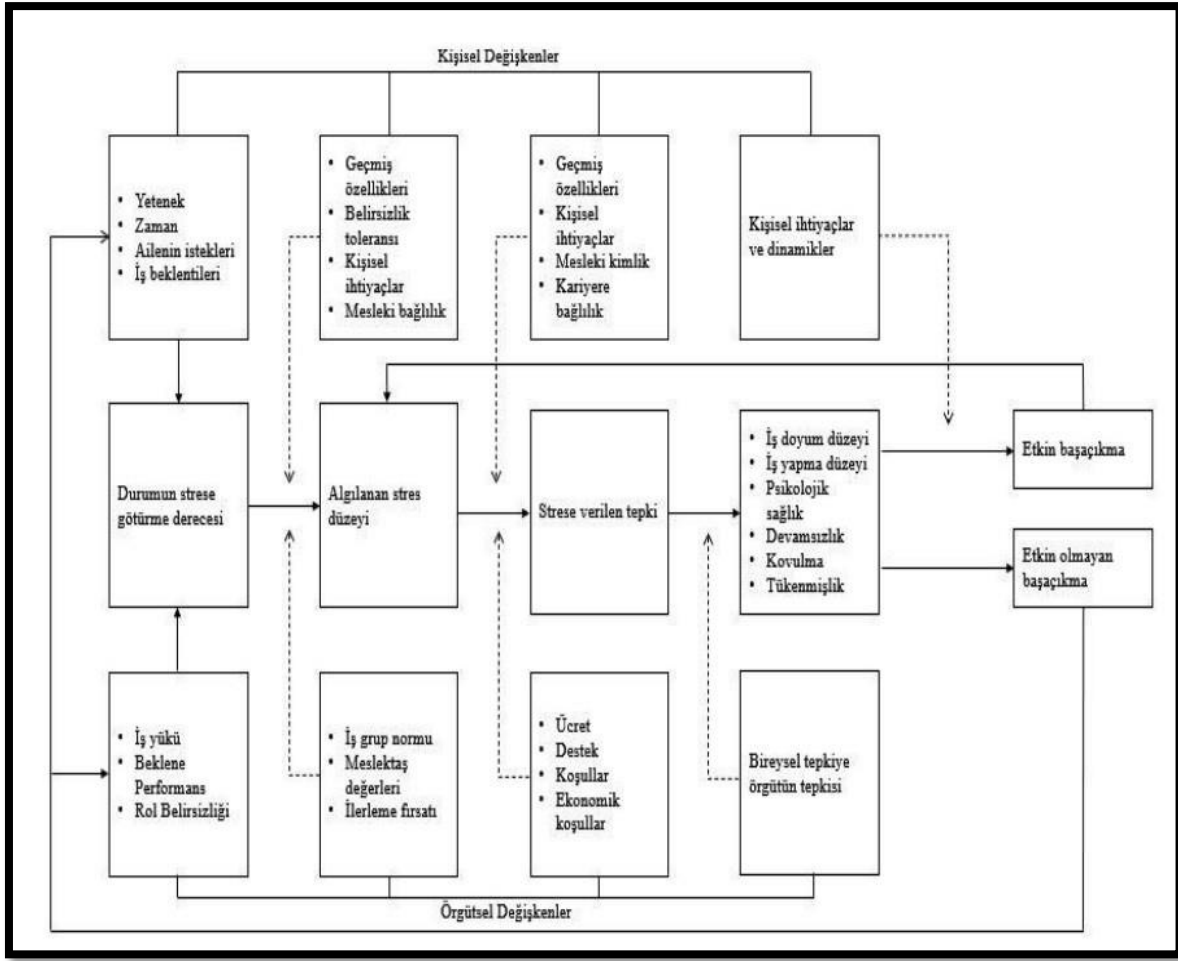 Kişisel Değişkenler
• Yetenek
• Zaman
• Ailenin istekleri
• İş beklentileri
• Geçmiş
özellikleri
• Belirsizlik
toleransı
• Kişisel
ihtiyaçlar
• Mesleki bağlılık
• Geçmiş
özellikleri
• Kişisel
ihtiyaçlar
• Mesleki kimlik
• Kariyere
bağlılık
Kişisel ihtiyaçlar
ve dinamikler
Durumun strese
götürme derecesi
Algılanan stres
düzeyi
Strese verilen tepki
• İş doyum düzeyi
• İş yapma düzeyi
• Psikolojik
sağlık
• Devamsızlık
• Kovulma
• Tükenmişlik
Etkin başaçıkma
Etkin olmayan
başaçıkma
• İş yükü
• Beklene
Performans
• Rol Belirsizliği
• İş grup normu
• Meslektaş
değerleri
• İlerleme fırsatı
• Ücret
• Destek
• Koşullar
• Ekonomik
koşullar
Bireysel tepkiye
örgütün tepkisi
Örgütsel Değişkenler